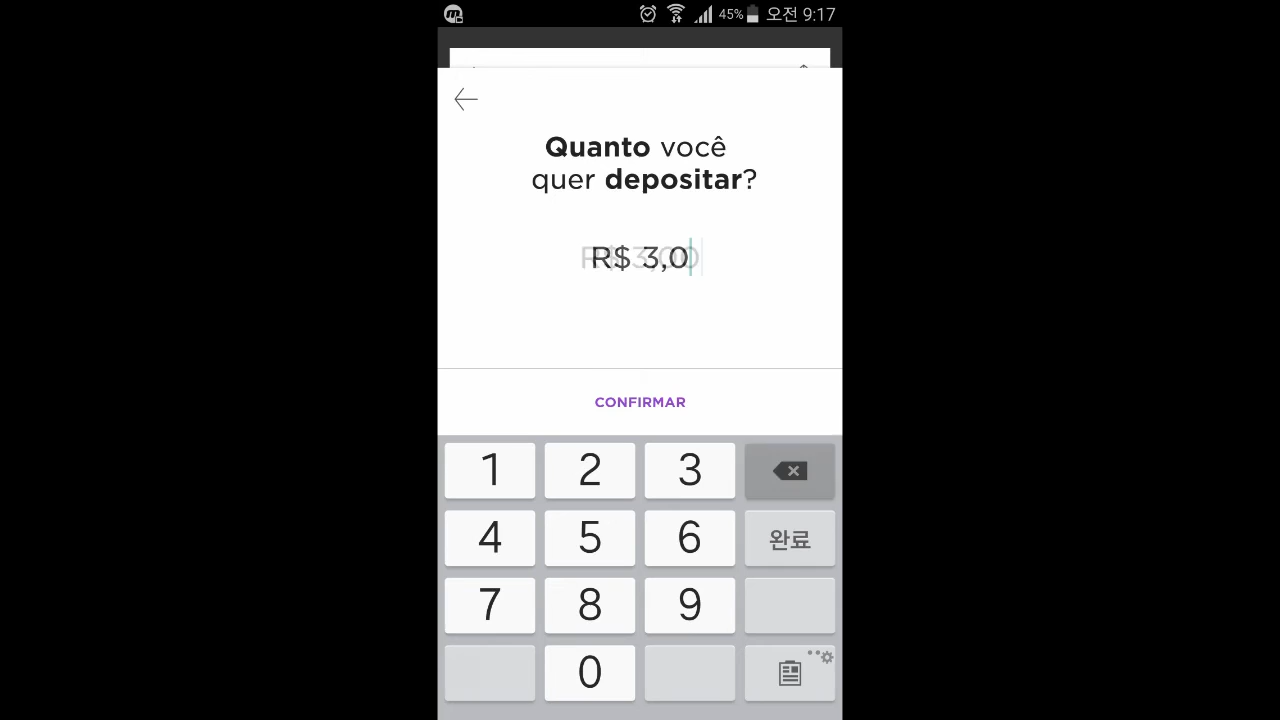 45% 오전 9:17
Quanto você
quer depositar?
R$ 3,0
CONFIRMAR
1 2 3
4 5 6 완료
7 8 9
0